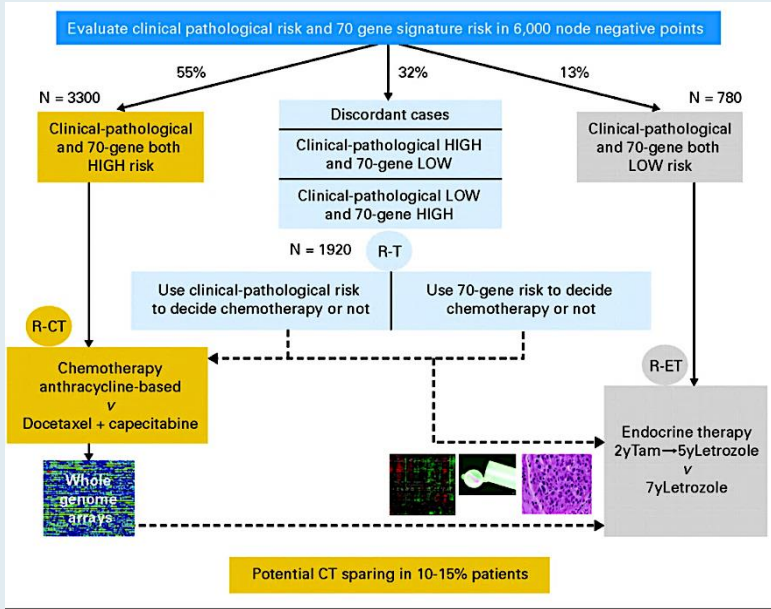 Evaluate clinical pathological risk and 70 gene signature risk in 6,000 node negative points
55%
32%
13%
N = 3300
N = 780
Clinical-pathological
and 70-gene both
HIGH risk
Discordant cases
Clinical-pathological HIGH
and 70-gene LOW
Clinical-pathological LOW
and 70-gene HIGH
Clinical-pathological
and 70-gene both
LOW risk
N = 1920
R-T
Use clinical-pathological risk
to decide chemotherapy or not
Use 70-gene risk to decide
chemotherapy or not
R-CT
Chemotherapy
anthracycline-based
v
Docetaxel + capecitabine
R-ET
Endocrine therapy
2yTam→5yLetrozole
v
7yLetrozole
Whole
genome
arrays
Potential CT sparing in 10-15% patients